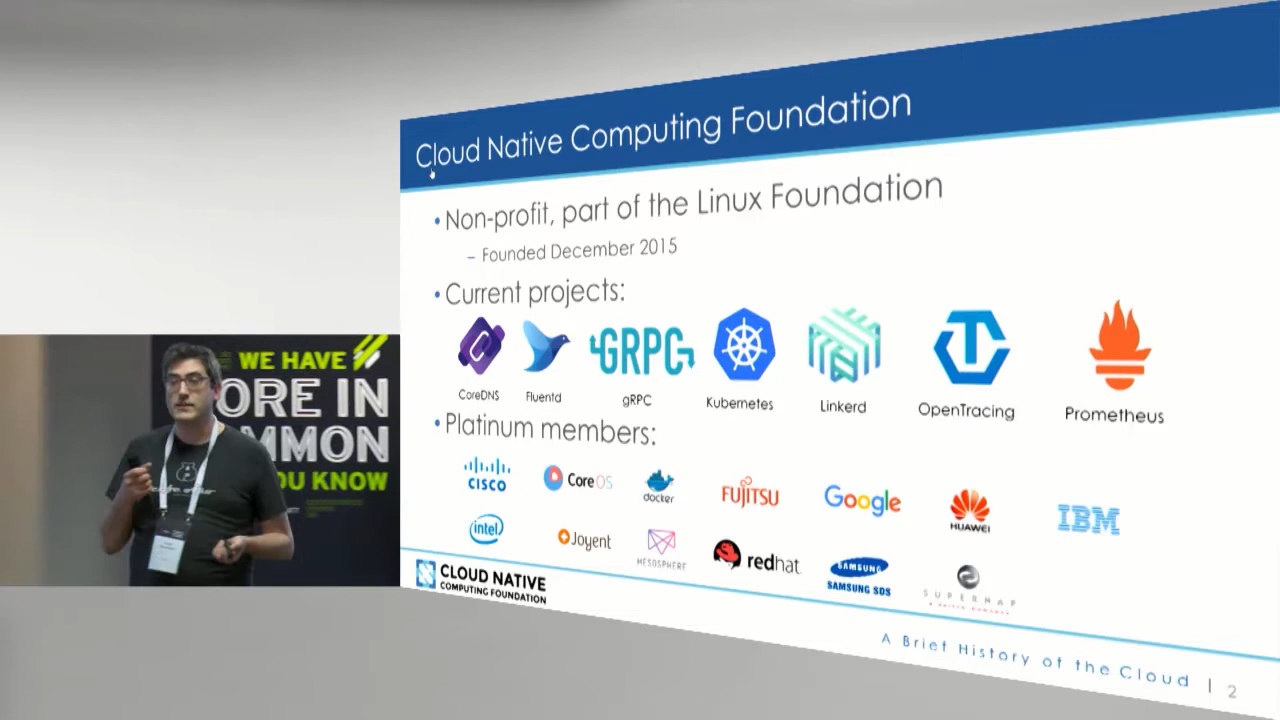 Cloud Native Computing Foundation
• Non-profit, part of the Linux Foundation
– Founded December 2015
• Current projects:
GRPC
CoreDNS Fluentd gRPC Kubernetes Linkerd OpenTracing Prometheus
• Platinum members:
CISCO CoreOS docker FUJITSU Google HUAWEI IBM
intel Joyent MESOSPHERE redhat SAMSUNG
SAMSUNG SDS
SUPERNAP
CLOUD NATIVE
COMPUTING FOUNDATION
A Brief History of the Cloud | 2
WE HAVE
ORE IN
MMON
OU KNOW